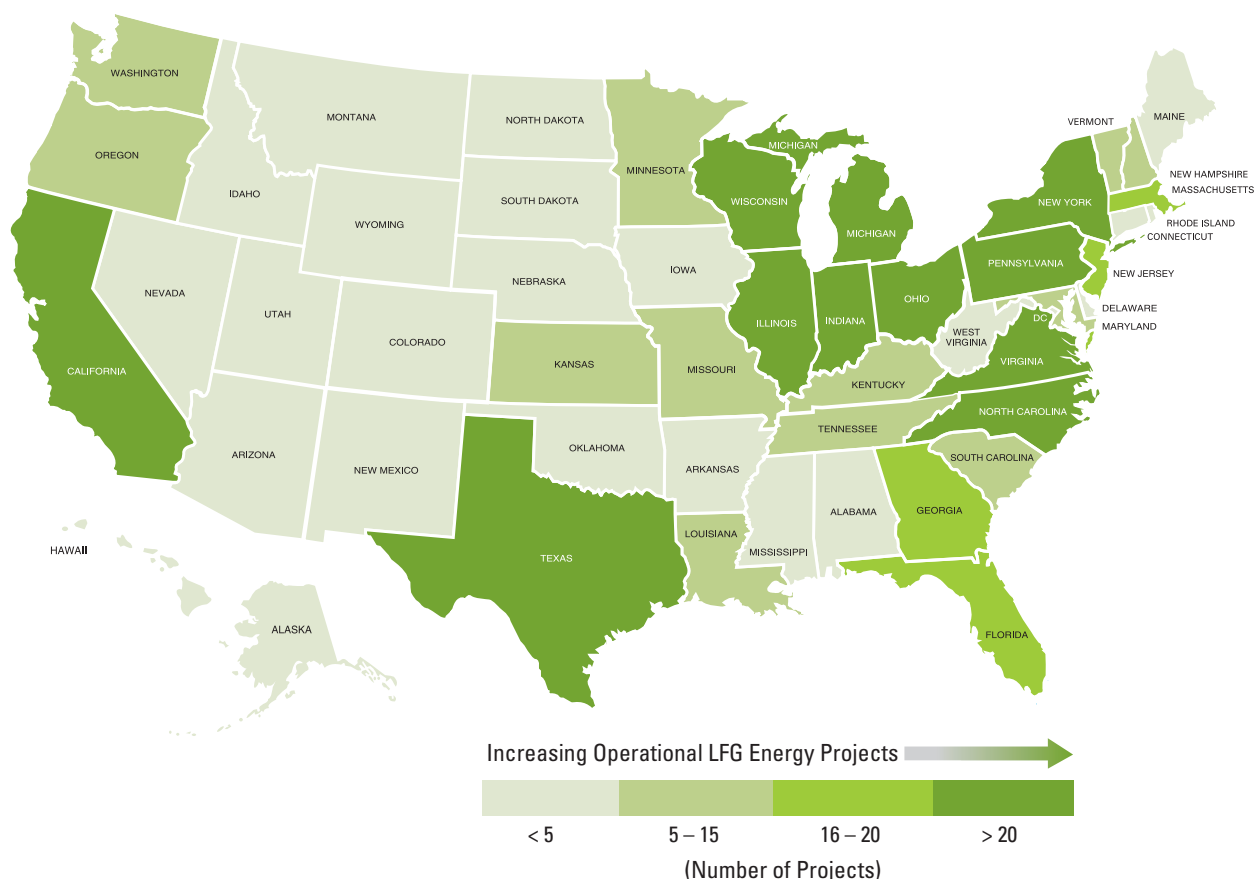 WASHINGTON
MONTANA
NORTH DAKOTA
MINNESOTA
MICHIGAN
VERMONT
MAINE
OREGON
IDAHO
SOUTH DAKOTA
WISCONSIN
NEW HAMPSHIRE
MASSACHUSETTS
WYOMING
MICHIGAN
NEW YORK
RHODE ISLAND
CONNECTICUT
IOWA
PENNSYLVANIA
NEW JERSEY
NEVADA
NEBRASKA
OHIO
UTAH
ILLINOIS
INDIANA
DELAWARE
DC
MARYLAND
COLORADO
WEST
VIRGINIA
CALIFORNIA
KANSAS
MISSOURI
VIRGINIA
KENTUCKY
NORTH CAROLINA
TENNESSEE
ARIZONA
OKLAHOMA
SOUTH CAROLINA
NEW MEXICO
ARKANSAS
ALABAMA
GEORGIA
LOUISIANA
MISSISSIPPI
HAWAII
TEXAS
ALASKA
FLORIDA
Increasing Operational LFG Energy Projects
< 5
5 – 15
16 – 20
> 20
(Number of Projects)